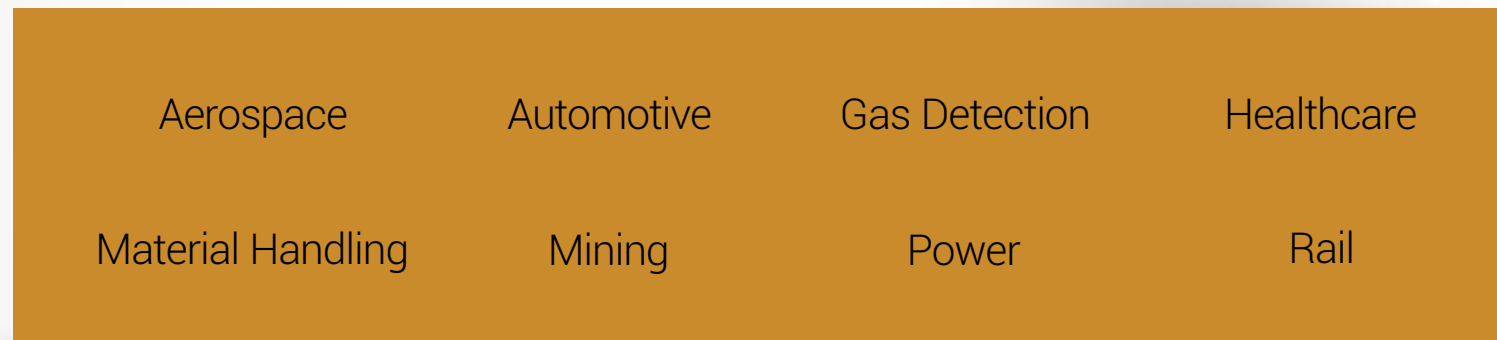 Aerospace Automotive Gas Detection Healthcare
Material Handling Mining Power Rail